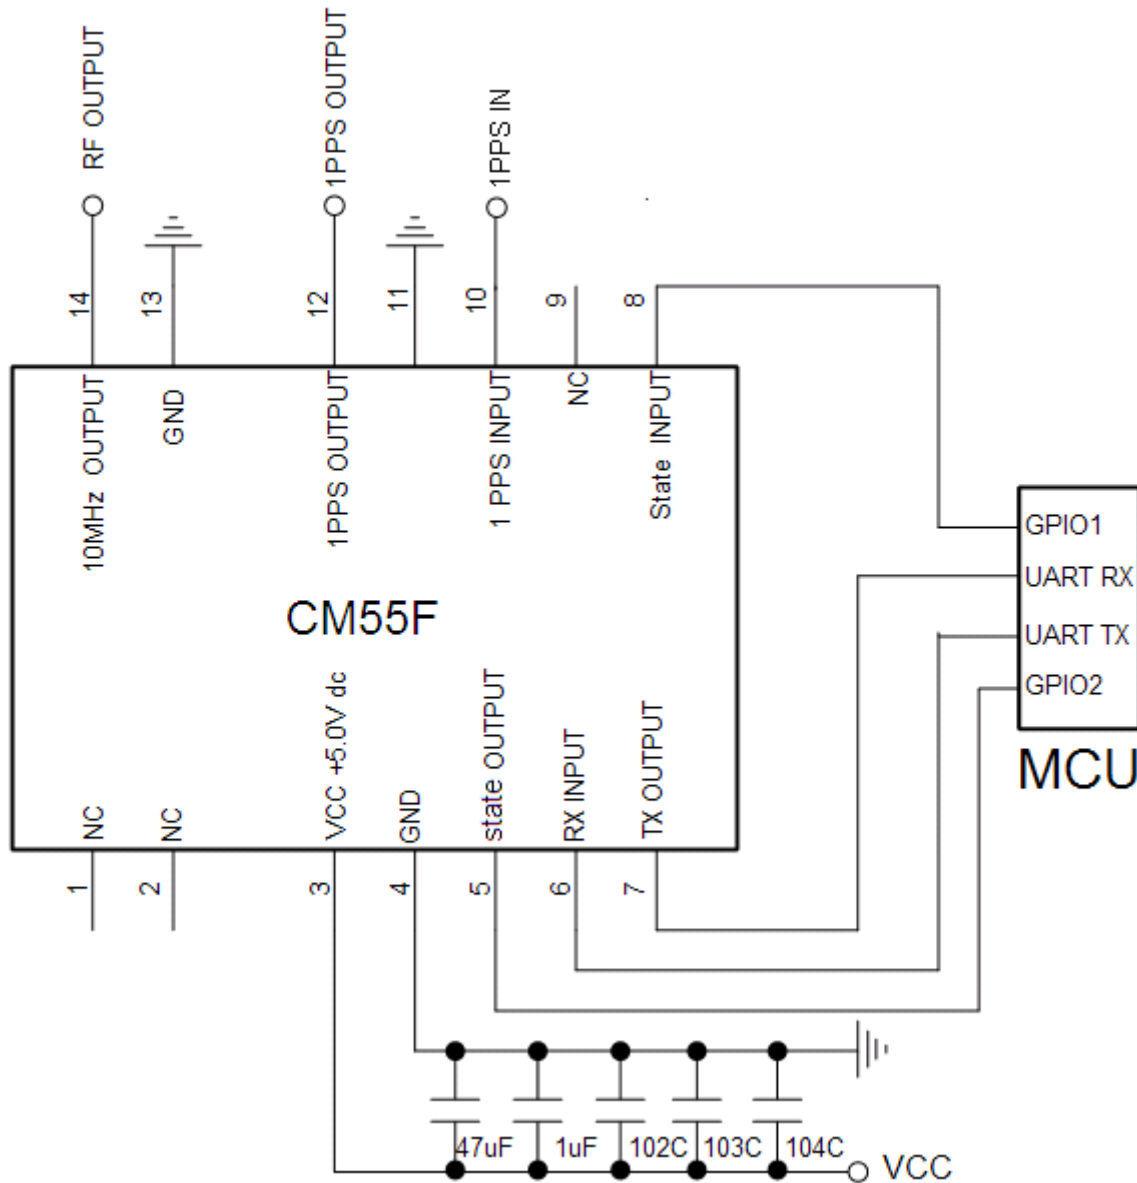 RF OUTPUT
1PPS OUTPUT
1PPS IN
14
13
12
11
10
9
8
10MHz OUTPUT
GND
1PPS OUTPUT
1 PPS INPUT
NC
State INPUT
GPIO1
UART RX
UART TX
GPIO2
MCU
CM55F
NC
NC
VCC +5.0V dc
GND
state OUTPUT
RX INPUT
TX OUTPUT
1
2
3
4
5
6
7
47uF
1uF
102C
103C
104C
VCC